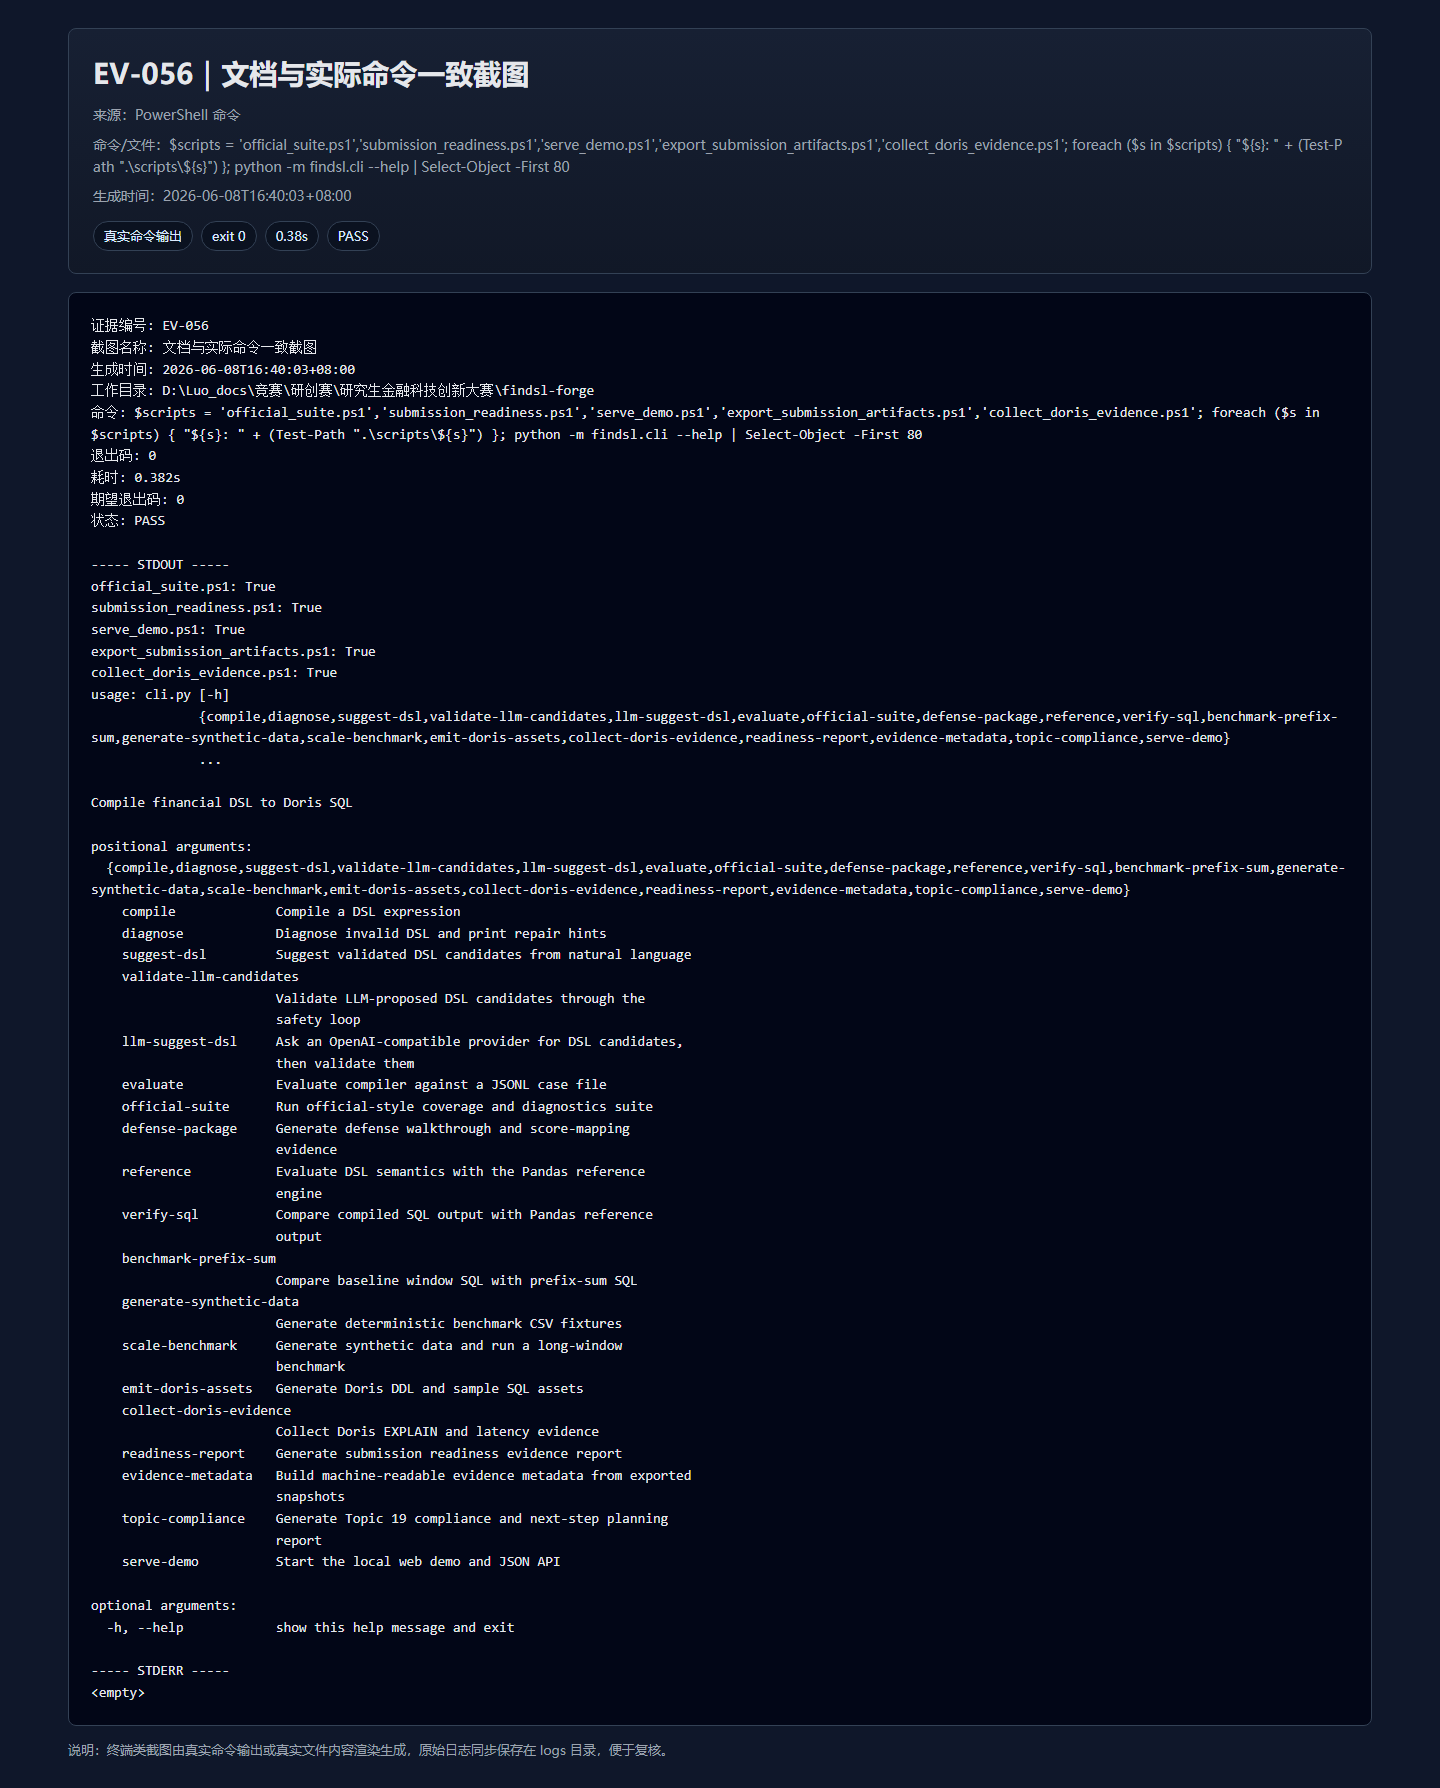 EV-056｜文档与实际命令一致截图
来源：PowerShell 命令
命令/文件：$scripts = 'official_suite.ps1','submission_readiness.ps1','serve_demo.ps1','export_submission_artifacts.ps1','collect_doris_evidence.ps1'; foreach ($s in $scripts) { "${s}: " + (Test-P
ath ".\scripts\${s}") }; python -m findsl.cli --help | Select-Object -First 80
生成时间：2026-06-08T16:40:03+08:00
真实命令输出 exit 0 0.38s PASS
证据编号: EV-056
截图名称: 文档与实际命令一致截图
生成时间: 2026-06-08T16:40:03+08:00
工作目录: D:\Luo_docs\竞赛\研创赛\研究生金融科技创新大赛\findsl-forge
命令: $scripts = 'official_suite.ps1','submission_readiness.ps1','serve_demo.ps1','export_submission_artifacts.ps1','collect_doris_evidence.ps1'; foreach ($s in
$scripts) { "${s}: " + (Test-Path ".\scripts\${s}") }; python -m findsl.cli --help | Select-Object -First 80
退出码: 0
耗时: 0.382s
期望退出码: 0
状态: PASS
----- STDOUT -----
official_suite.ps1: True
submission_readiness.ps1: True
serve_demo.ps1: True
export_submission_artifacts.ps1: True
collect_doris_evidence.ps1: True
usage: cli.py [-h]
{compile,diagnose,suggest-dsl,validate-llm-candidates,llm-suggest-dsl,evaluate,official-suite,defense-package,reference,verify-sql,benchmark-prefix-
sum,generate-synthetic-data,scale-benchmark,emit-doris-assets,collect-doris-evidence,readiness-report,evidence-metadata,topic-compliance,serve-demo}
...
Compile financial DSL to Doris SQL
positional arguments:
{compile,diagnose,suggest-dsl,validate-llm-candidates,llm-suggest-dsl,evaluate,official-suite,defense-package,reference,verify-sql,benchmark-prefix-sum,generate-
synthetic-data,scale-benchmark,emit-doris-assets,collect-doris-evidence,readiness-report,evidence-metadata,topic-compliance,serve-demo}
compile Compile a DSL expression
diagnose Diagnose invalid DSL and print repair hints
suggest-dsl Suggest validated DSL candidates from natural language
validate-llm-candidates
Validate LLM-proposed DSL candidates through the
safety loop
llm-suggest-dsl Ask an OpenAI-compatible provider for DSL candidates,
then validate them
evaluate Evaluate compiler against a JSONL case file
official-suite Run official-style coverage and diagnostics suite
defense-package Generate defense walkthrough and score-mapping
evidence
reference Evaluate DSL semantics with the Pandas reference
engine
verify-sql Compare compiled SQL output with Pandas reference
output
benchmark-prefix-sum
Compare baseline window SQL with prefix-sum SQL
generate-synthetic-data
Generate deterministic benchmark CSV fixtures
scale-benchmark Generate synthetic data and run a long-window
benchmark
emit-doris-assets Generate Doris DDL and sample SQL assets
collect-doris-evidence
Collect Doris EXPLAIN and latency evidence
readiness-report Generate submission readiness evidence report
evidence-metadata Build machine-readable evidence metadata from exported
snapshots
topic-compliance Generate Topic 19 compliance and next-step planning
report
serve-demo Start the local web demo and JSON API
optional arguments:
-h, --help show this help message and exit
----- STDERR -----
<empty>
说明：终端类截图由真实命令输出或真实文件内容渲染生成，原始日志同步保存在 logs 目录，便于复核。